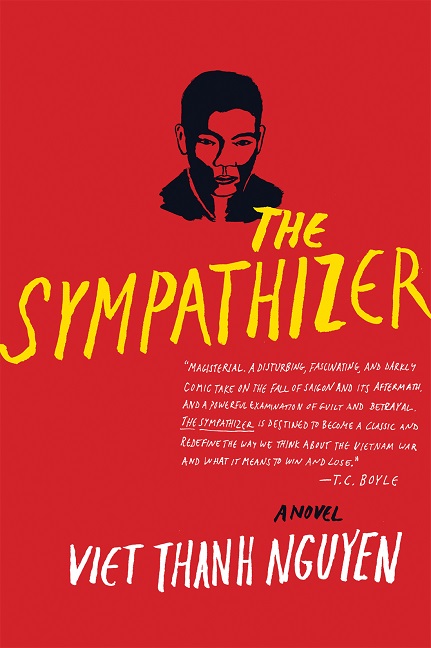 THE
SYMPATHIZER
"MAGISTERIAL. A DISTURBING, FASCINATING, AND DARKLY
COMIC TAKE ON THE FALL OF SAIGON AND ITS AFTERMATH,
AND A POWERFUL EXAMINATION OF GUILT AND BETRAYAL.
THE SYMPATHIZER IS DESTINED TO BECOME A CLASSIC AND
REDEFINE THE WAY WE THINK ABOUT THE VIETNAM WAR
AND WHAT IT MEANS TO WIN AND LOSE."
—T.C. BOYLE
A NOVEL
VIET THANH NGUYEN